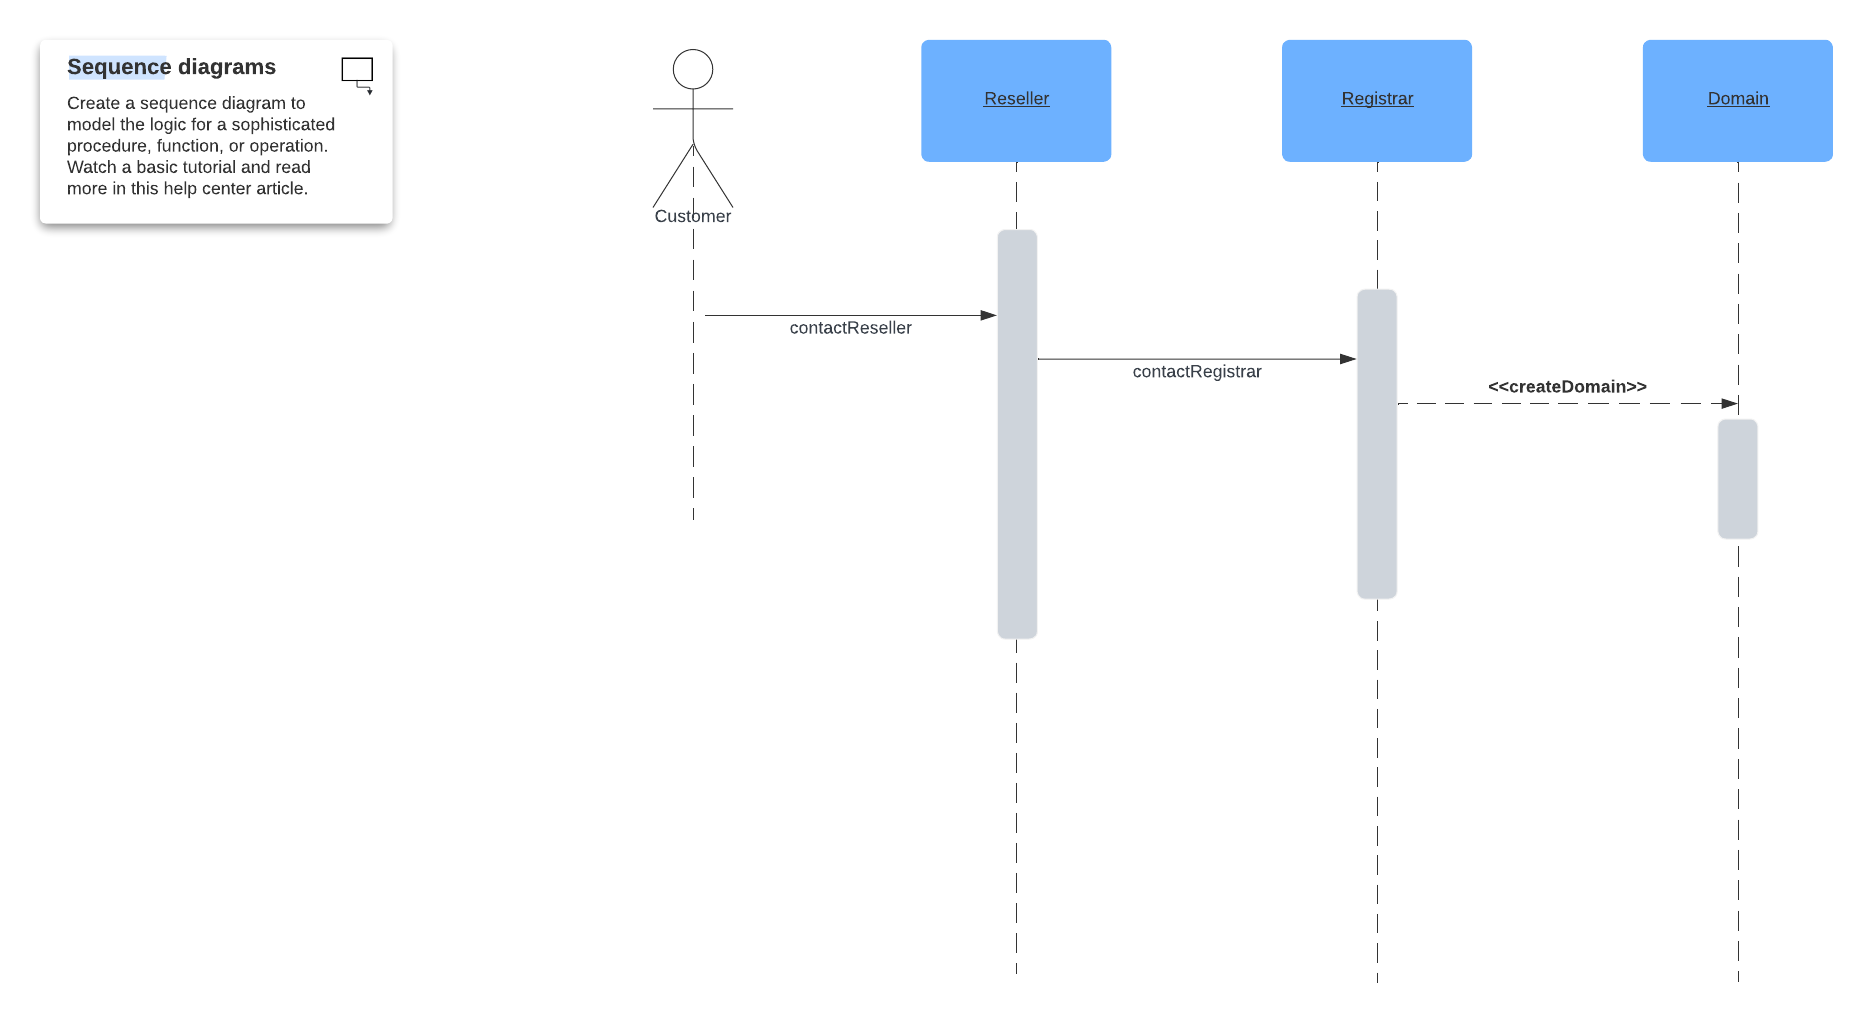 Sequence diagrams
Create a sequence diagram to
model the logic for a sophisticated
procedure, function, or operation.
Watch a basic tutorial and read
more in this help center article.
Customer
Reseller
Registrar
Domain
contactReseller
contactRegistrar
<<createDomain>>